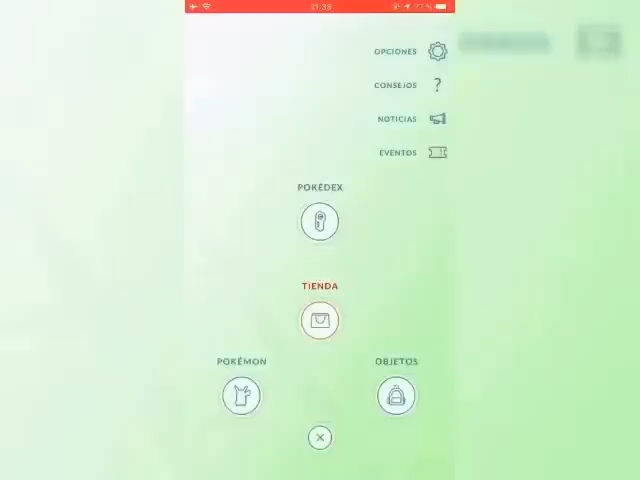 OPCIONES
CONSEJOS
?
NOTICIAS
EVENTOS
POKÉDEX
TIENDA
POKÉMON
OBJETOS